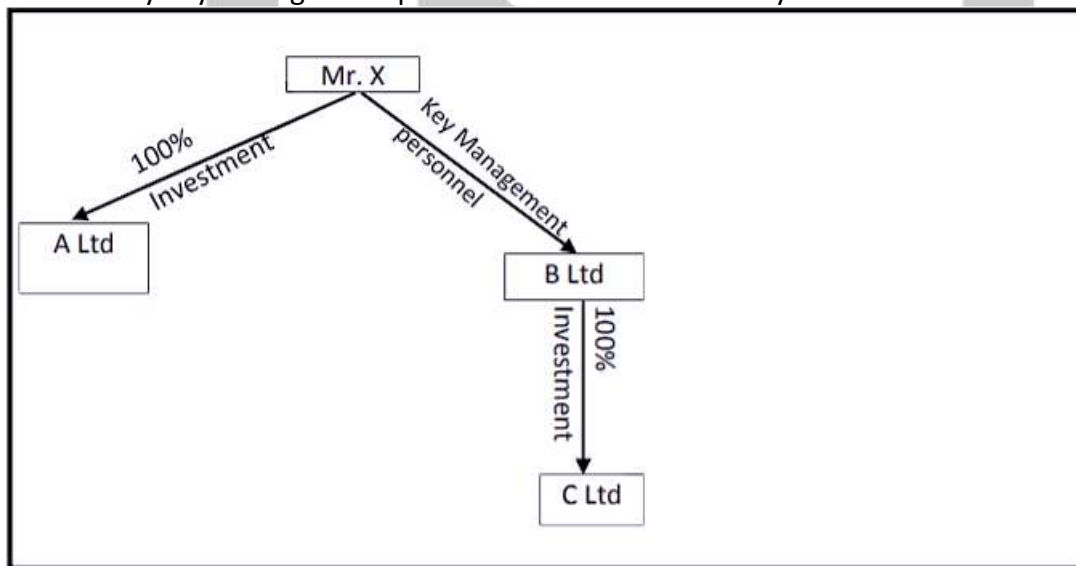 Mr. X
100%
Investment
Key Management
personnel
A Ltd
B Ltd
100%
Investment
C Ltd